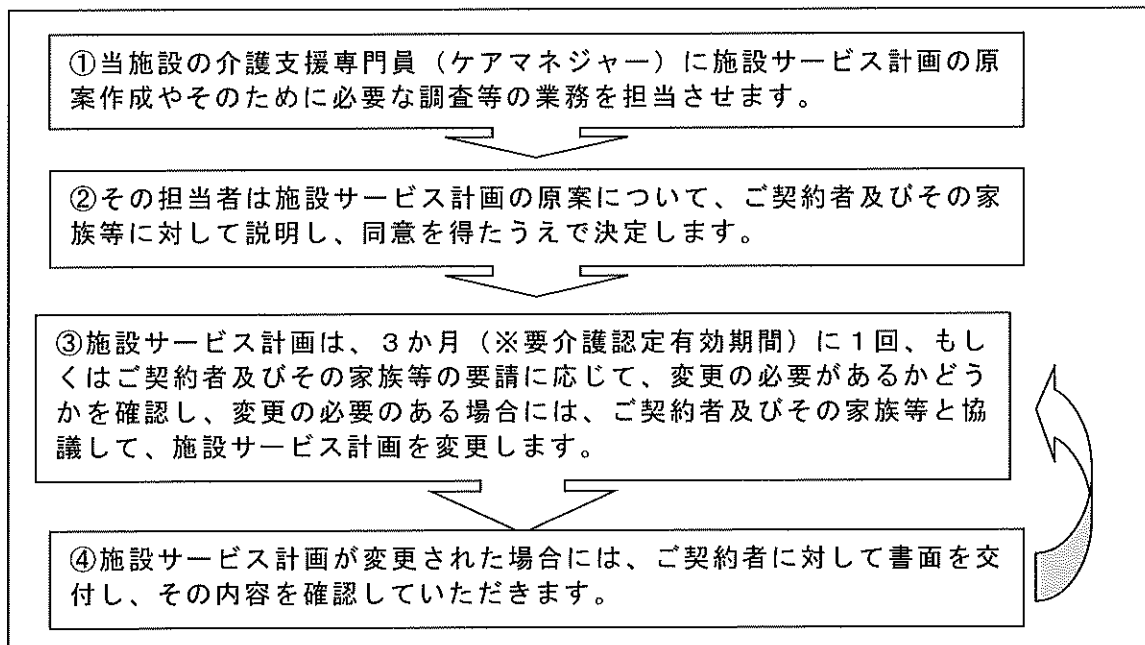 ①当施設の介護支援専門員（ケアマネジャー）に施設サービス計画の原
案作成やそのために必要な調査等の業務を担当させます。
②その担当者は施設サービス計画の原案について、ご契約者及びその家
族等に対して説明し、同意を得たうえで決定します。
③施設サービス計画は、３か月（※要介護認定有効期間）に１回、もし
くはご契約者及びその家族等の要請に応じて、変更の必要があるかどう
かを確認し、変更の必要のある場合には、ご契約者及びその家族等と協
議して、施設サービス計画を変更します。
④施設サービス計画が変更された場合には、ご契約者に対して書面を交
付し、その内容を確認していただきます。